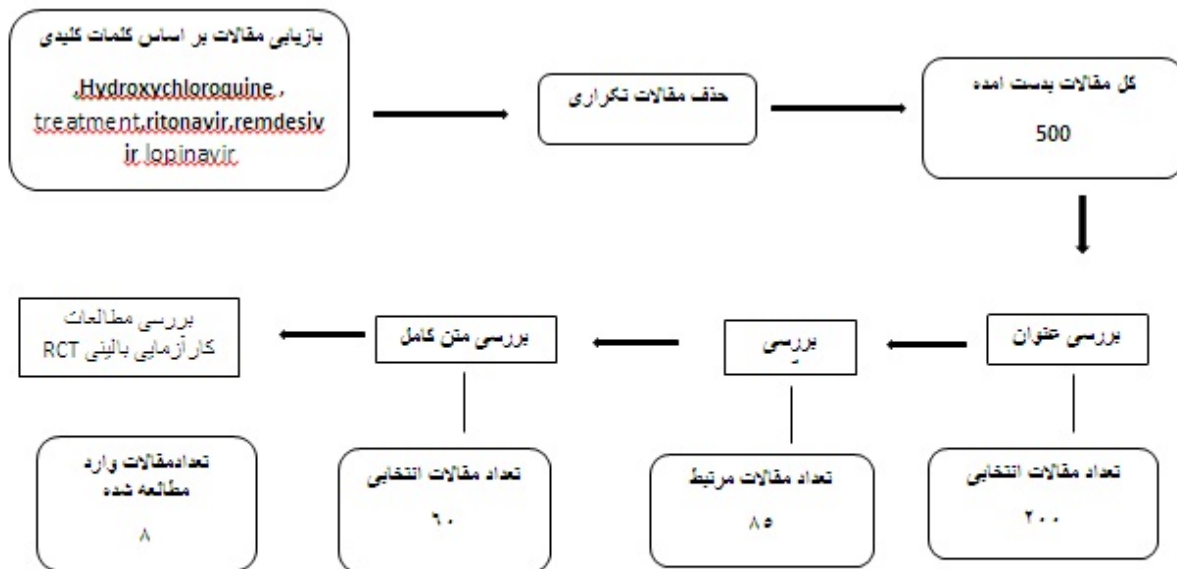 بازیابی مقالات بر اساس کلمات کلیدی
,Hydroxychloroquine ,
treatment,ritonavir,remdesiv
ir lopinavir
حذف مقالات تکراری
کل مقالات بدست امده
500
بررسی عنوان
بررسی
بررسی متن کامل
بررسی مطالعات
کارآزمایی بالینی RCT
تعداد مقالات انتخابی
۲۰۰
تعداد مقالات مرتبط
۸۵
تعداد مقالات انتخابی
۶۰
تعدادمقالات وارد
مطالعه شده
۸